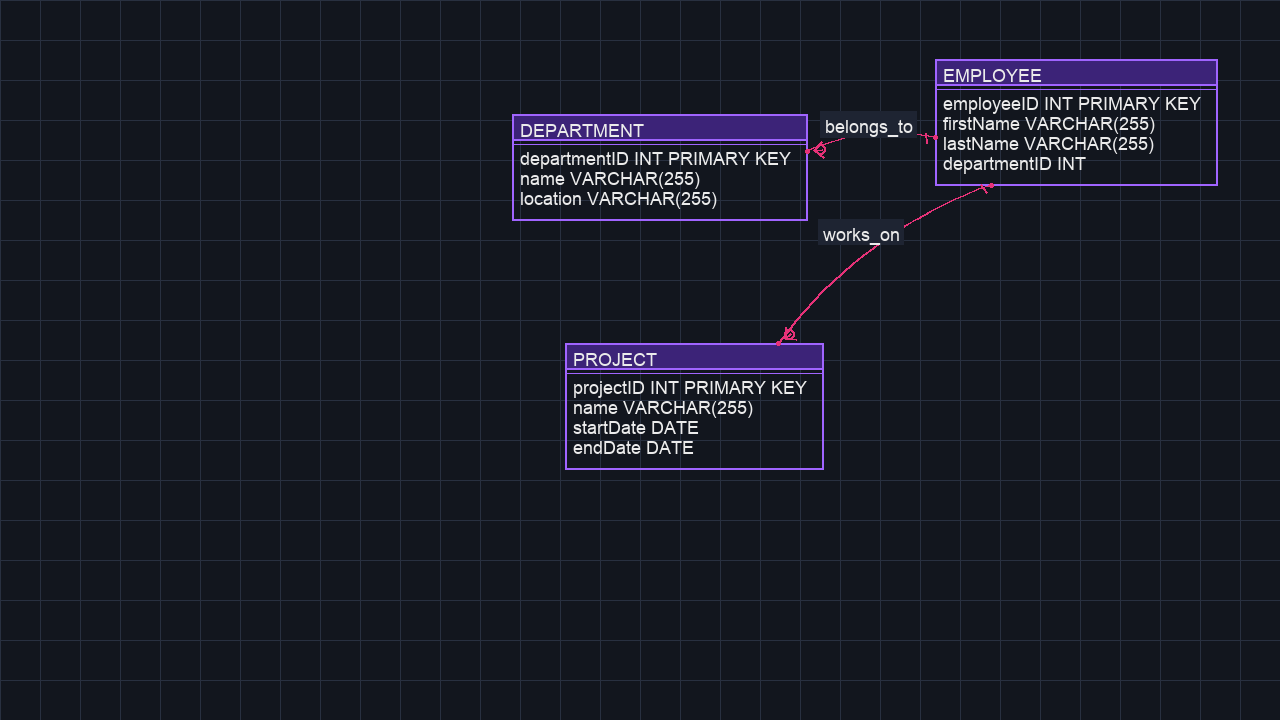 EMPLOYEE
employeeID INT PRIMARY KEY
firstName VARCHAR(255)
lastName VARCHAR(255)
departmentID INT
belongs_to
DEPARTMENT
departmentID INT PRIMARY KEY
name VARCHAR(255)
location VARCHAR(255)
works_on
PROJECT
projectID INT PRIMARY KEY
name VARCHAR(255)
startDate DATE
endDate DATE